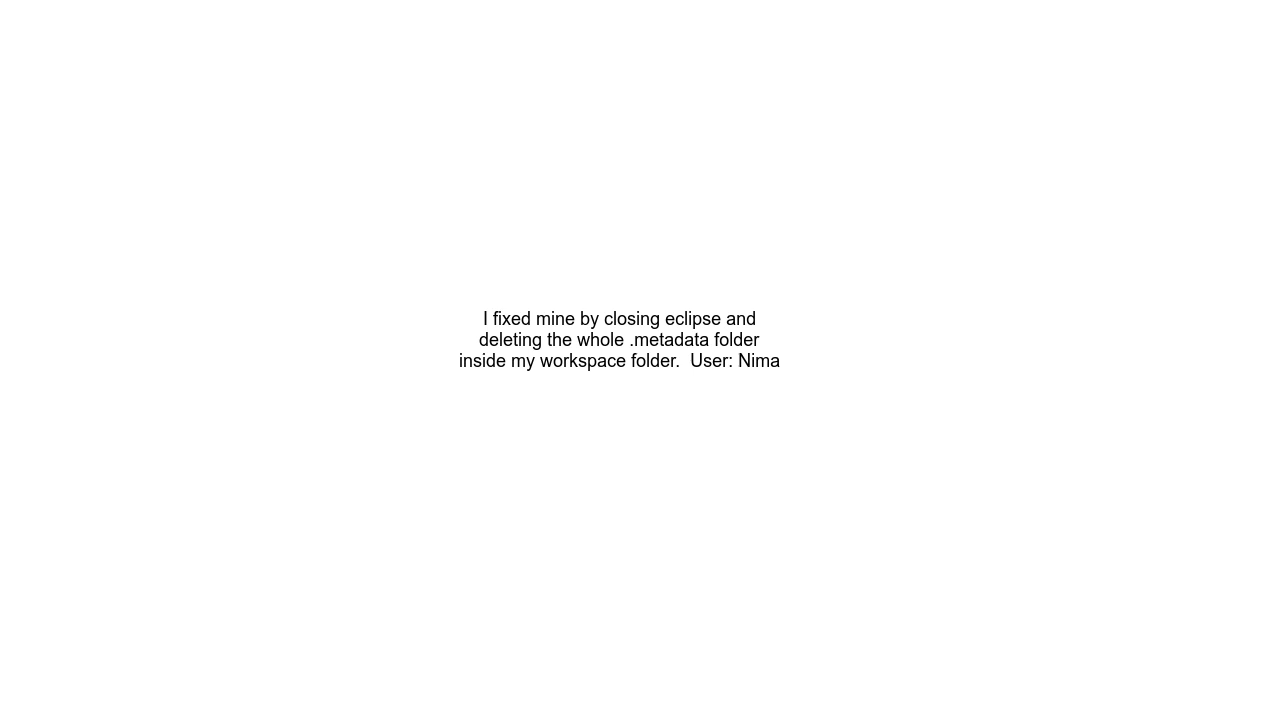 I fixed mine by closing eclipse and
deleting the whole .metadata folder
inside my workspace folder.  User: Nima